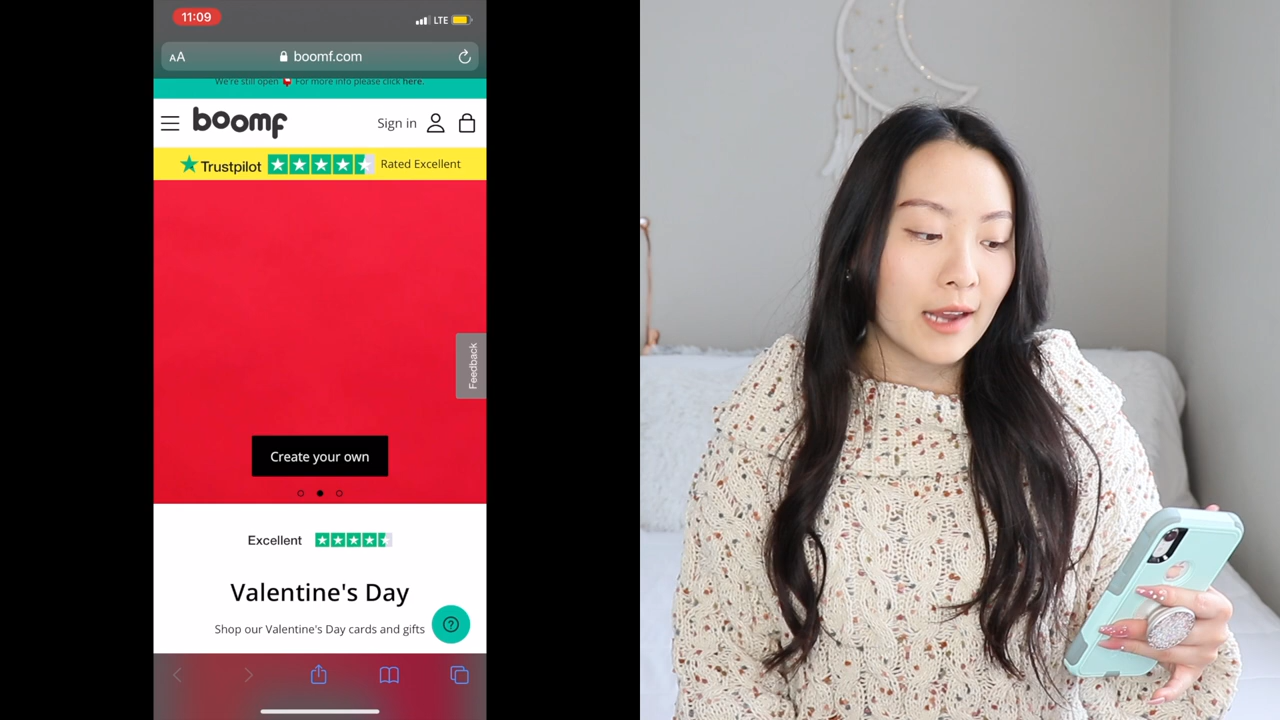 11:09
LTE
AA
boomf.com
We're still open For more info please click here.
boomf
Sign in
Trustpilot
Rated Excellent
Feedback
Create your own
Excellent
Valentine's Day
Shop our Valentine's Day cards and gifts
?